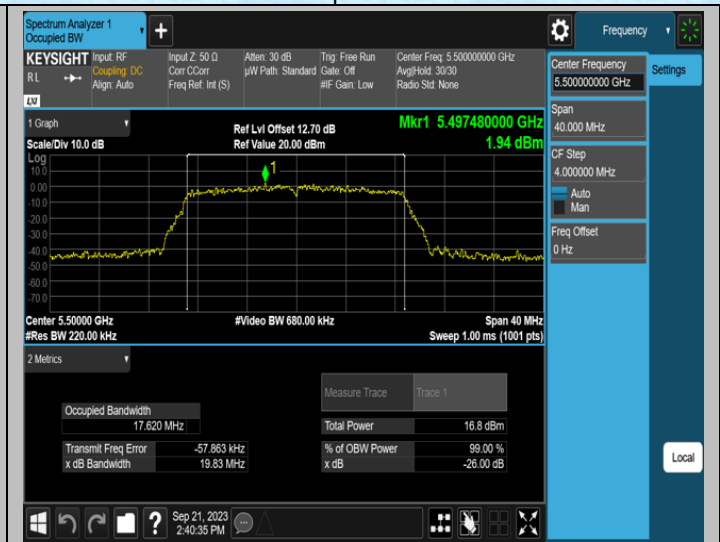 Spectrum Analyzer 1
Occupied BW
+
Frequency
KEYSIGHT
Input: RF
Input Z: 50 Ω
Atten: 30 dB
Trig: Free Run
Center Freq: 5.500000000 GHz
RL
Coupling: DC
Corr CCorr
µW Path: Standard
Gate: Off
Avg|Hold: 30/30
Align: Auto
Freq Ref: Int (S)
#IF Gain: Low
Radio Std: None
LXI
Center Frequency
5.500000000 GHz
Settings
Span
40.000 MHz
CF Step
4.000000 MHz
Auto
Man
Freq Offset
0 Hz
Local
1 Graph
Scale/Div 10.0 dB
Ref Lvl Offset 12.70 dB
Ref Value 20.00 dBm
Mkr1 5.497480000 GHz
1.94 dBm
Log
10.0
0.00
-10.0
-20.0
-30.0
-40.0
-50.0
-60.0
-70.0
1
Center 5.50000 GHz
#Video BW 680.00 kHz
Span 40 MHz
#Res BW 220.00 kHz
Sweep 1.00 ms (1001 pts)
2 Metrics
Measure Trace
Trace 1
Occupied Bandwidth
17.620 MHz
Total Power
16.8 dBm
Transmit Freq Error
-57.863 kHz
% of OBW Power
99.00 %
x dB Bandwidth
19.83 MHz
x dB
-26.00 dB
?
Sep 21, 2023
2:40:35 PM